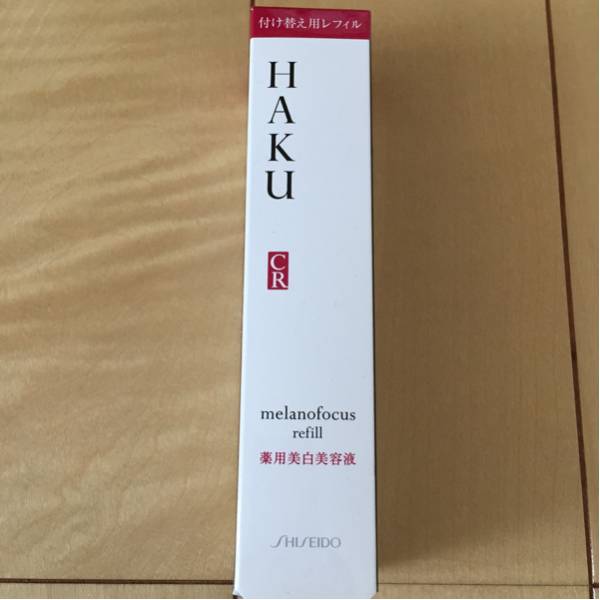 付け替え用レフィル
HAKU
CR
melanofocus
refill
薬用美白美容液
SHISEIDO